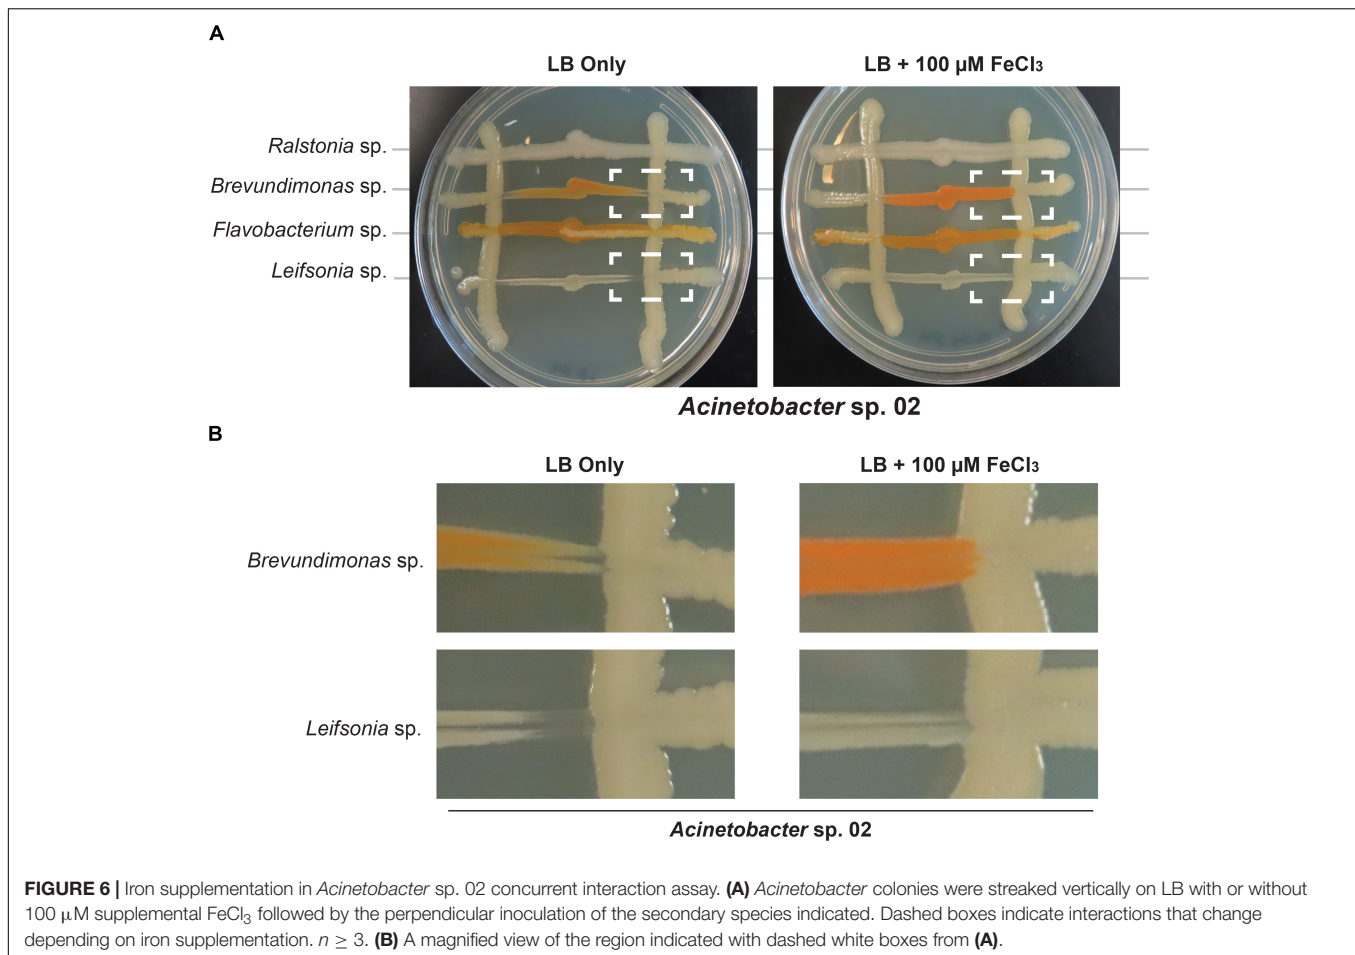 A
LB Only
LB + 100 µM FeCl₃
Ralstonia sp.
Brevundimonas sp.
Flavobacterium sp.
Leifsonia sp.
Acinetobacter sp. 02
B
LB Only
LB + 100 µM FeCl₃
Brevundimonas sp.
Leifsonia sp.
Acinetobacter sp. 02
FIGURE 6 | Iron supplementation in Acinetobacter sp. 02 concurrent interaction assay. (A) Acinetobacter colonies were streaked vertically on LB with or without
100 µM supplemental FeCl₃ followed by the perpendicular inoculation of the secondary species indicated. Dashed boxes indicate interactions that change
depending on iron supplementation. n ≥ 3. (B) A magnified view of the region indicated with dashed white boxes from (A).